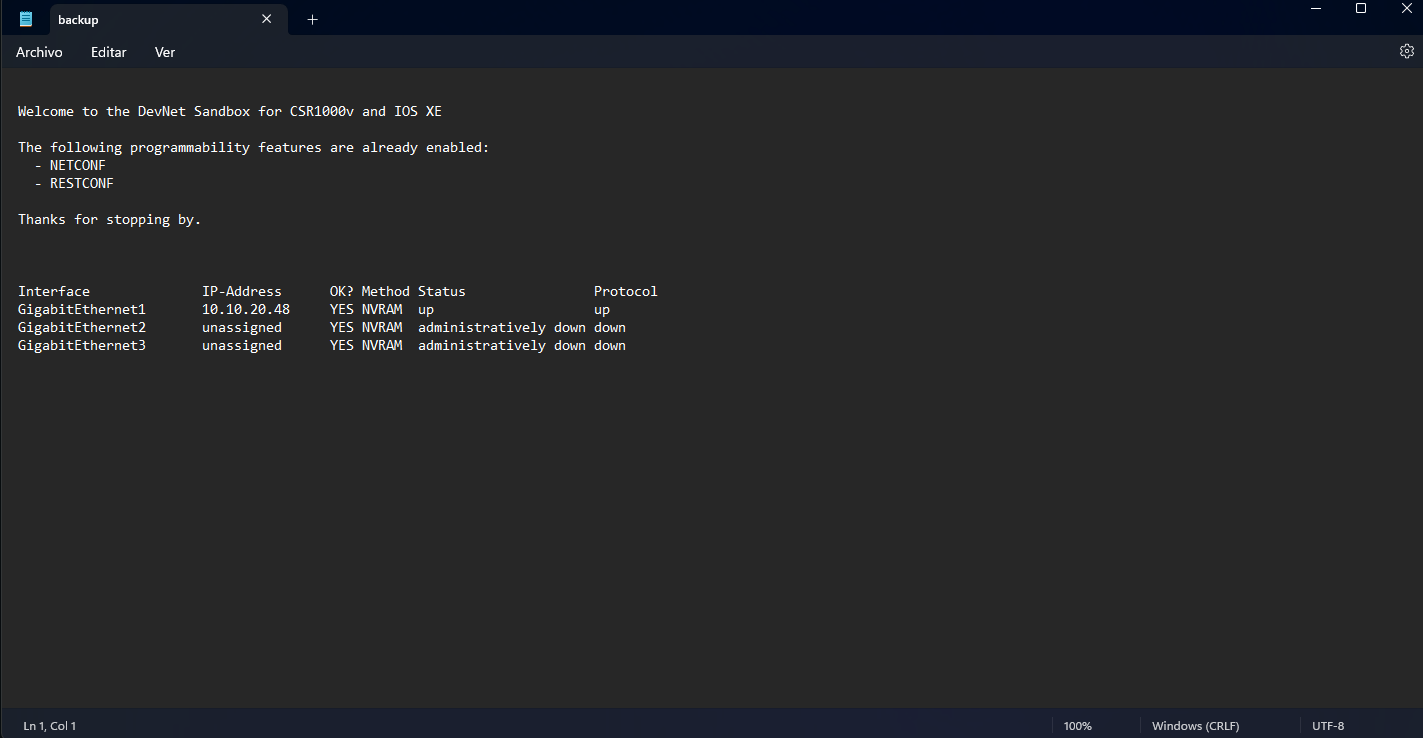 backup
Archivo Editar Ver
Welcome to the DevNet Sandbox for CSR1000v and IOS XE
The following programmability features are already enabled:
- NETCONF
- RESTCONF
Thanks for stopping by.
Interface IP-Address OK? Method Status Protocol
GigabitEthernet1 10.10.20.48 YES NVRAM up up
GigabitEthernet2 unassigned YES NVRAM administratively down down
GigabitEthernet3 unassigned YES NVRAM administratively down down
Ln 1, Col 1 100% Windows (CRLF) UTF-8